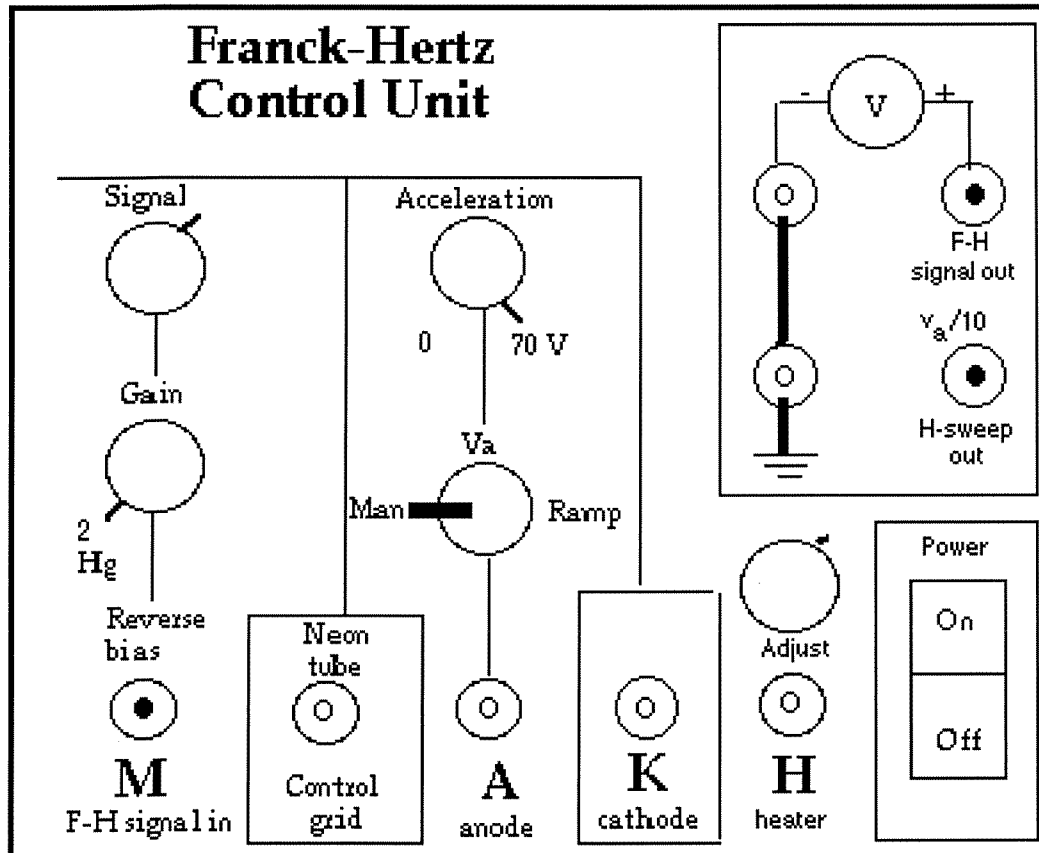 Franck-Hertz
Control Unit
Signal
Gain
2
Hg
Reverse
bias
M
F-H signal in
Neon
tube
Control
grid
Acceleration
0 70 V
Va
Man Ramp
A
anode
K
cathode
Adjust
H
heater
- V +
F-H
signal out
va/10
H-sweep
out
Power
On
Off